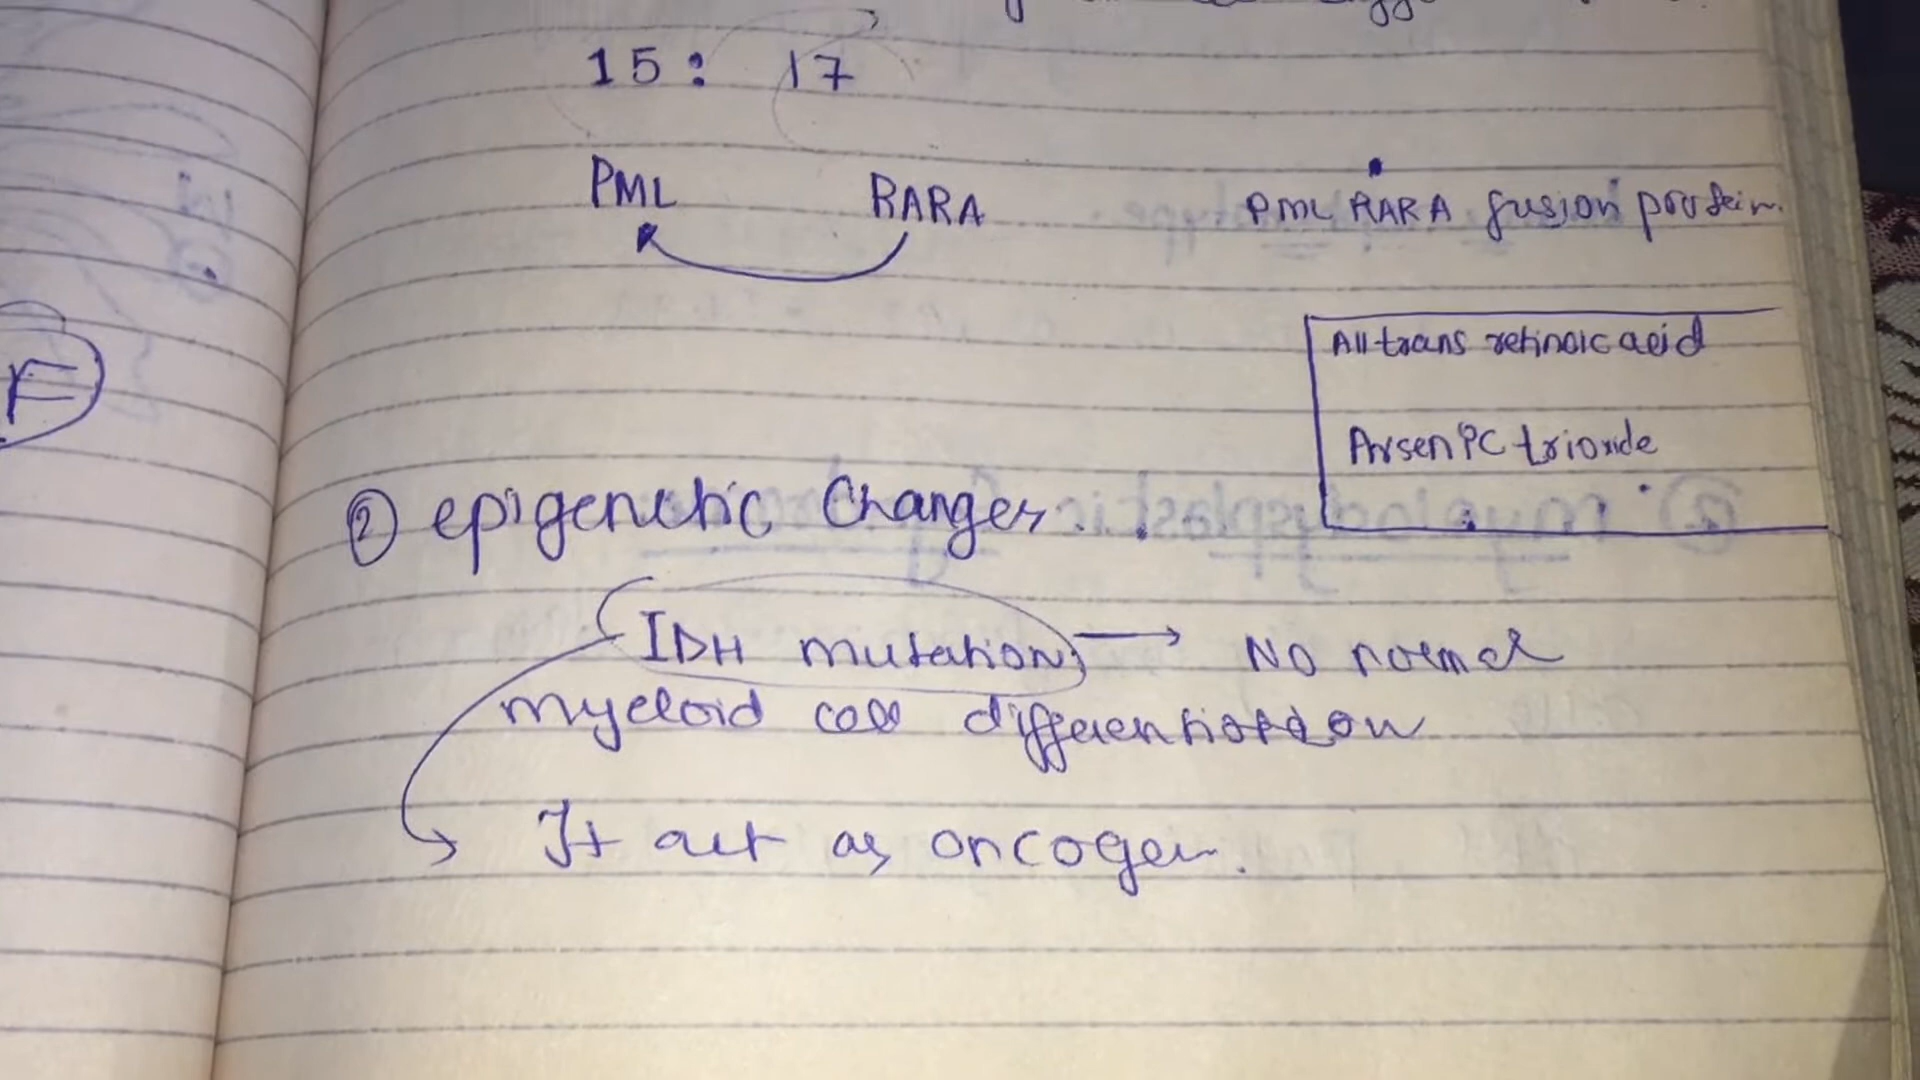 15 : 17
PML RARA PML RARA fusion protein.
All trans retinoic acid
Arsenic trioxide
② epigenetic changes.
IDH mutation → No normal
myeloid cell differentiation
It act as oncogen.
F